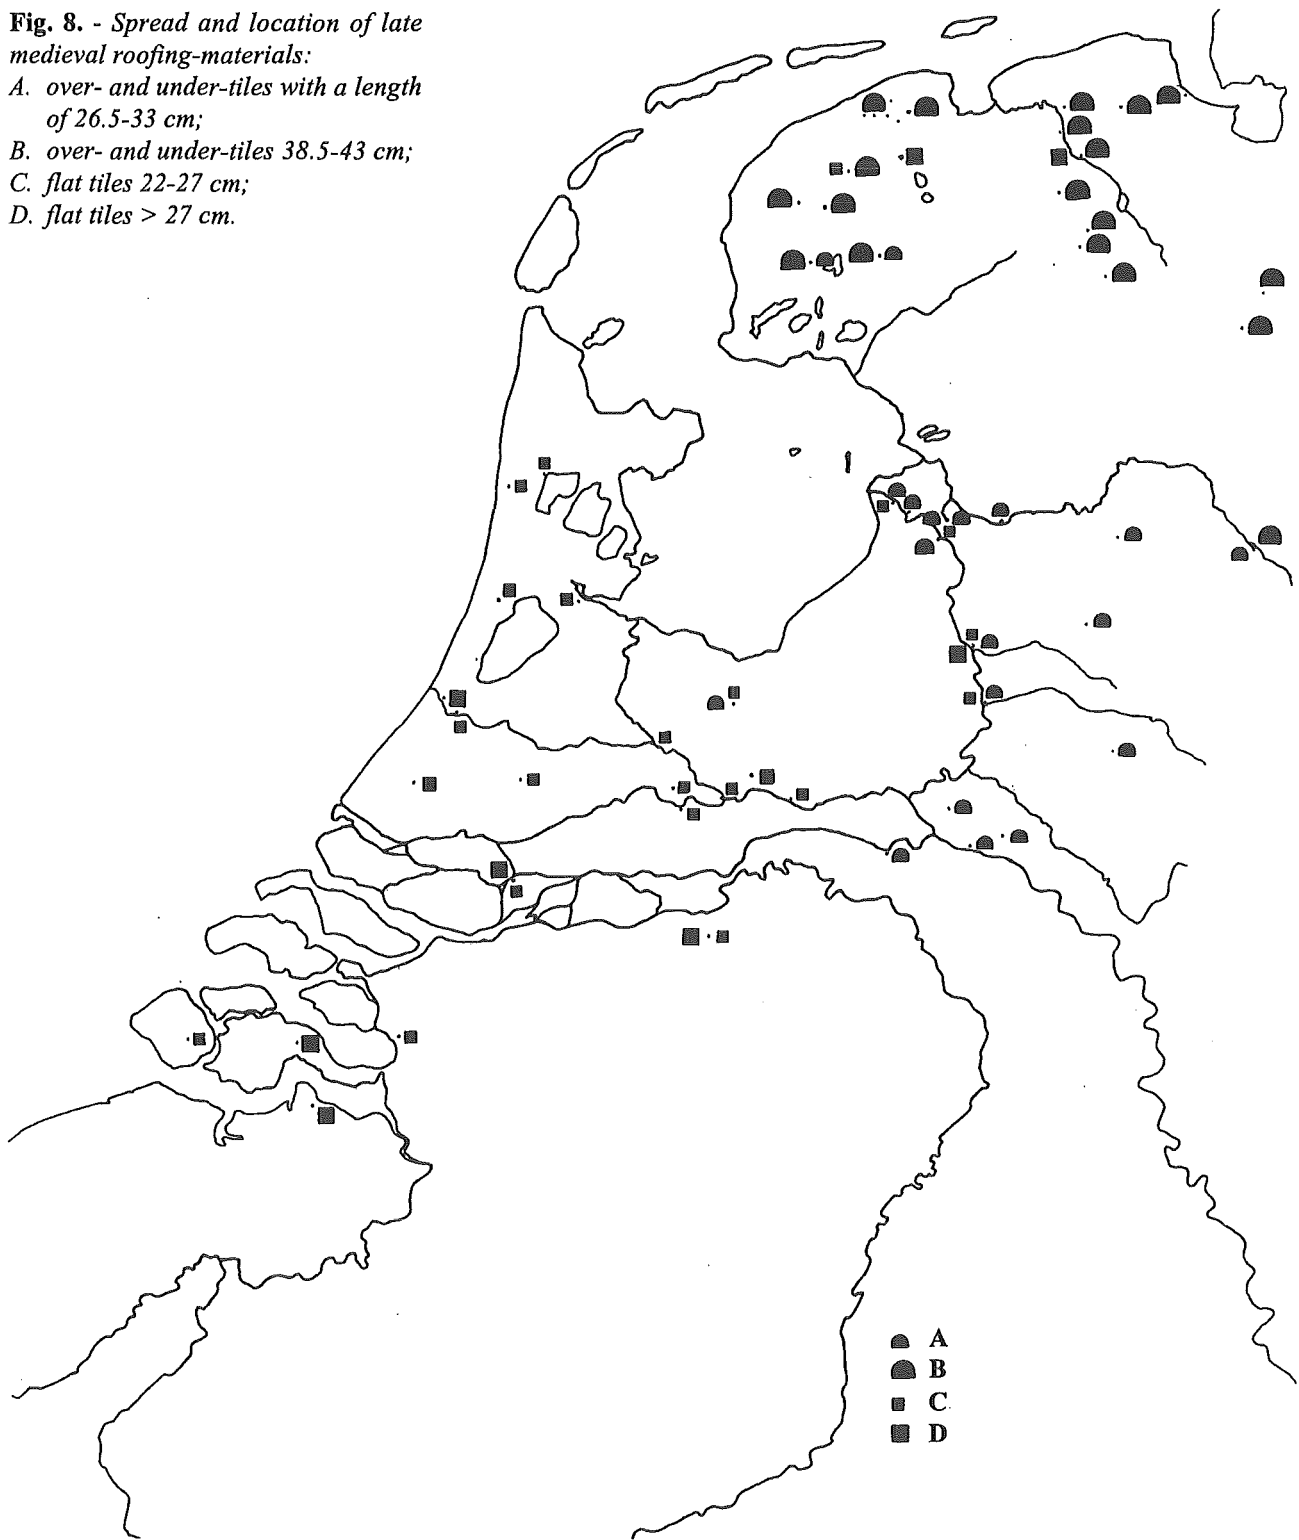 Fig. 8. - Spread and location of late
medieval roofing-materials:
A. over- and under-tiles with a length
of 26.5-33 cm;
B. over- and under-tiles 38.5-43 cm;
C. flat tiles 22-27 cm;
D. flat tiles > 27 cm.
A
B
C
D